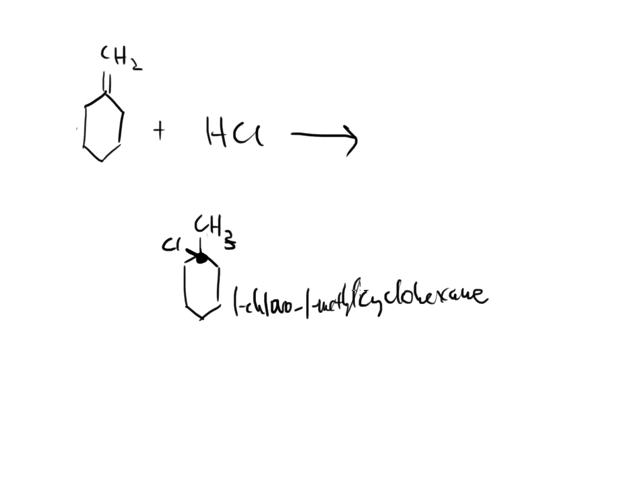 CH2
+ HCl
CH3
Cl
1-chloro-1-methylcyclohexane